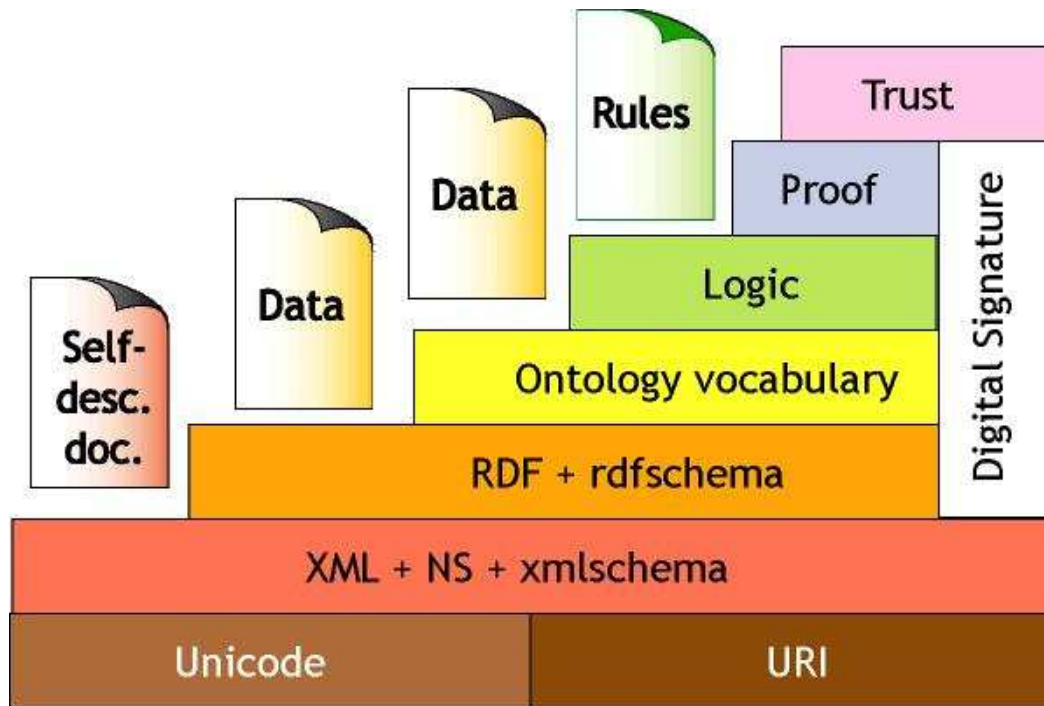 Rules
Trust
Data
Proof
Data
Logic
Self-
desc.
doc.
Ontology vocabulary
Digital Signature
RDF + rdfschema
XML + NS + xmlschema
Unicode
URI